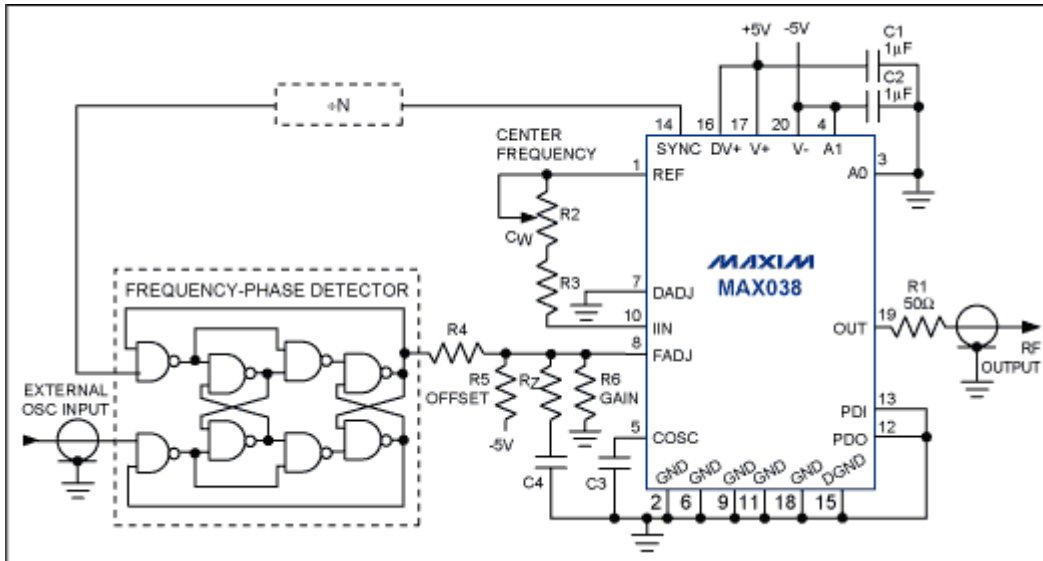 +5V -5V
C1
1µF
C2
1µF
÷N
14 16 17 20 4
SYNC DV+ V+ V- A1
CENTER
FREQUENCY
1 REF
A0 3
R2
CW
R3
MAXIM
MAX038
7 DADJ
10 IIN
FREQUENCY-PHASE DETECTOR
R4
8 FADJ
R1
50Ω
OUT 19
RF
OUTPUT
R5
OFFSET
RZ
R6
GAIN
-5V
EXTERNAL
OSC INPUT
5 COSC
PDI 13
PDO 12
C4 C3
GND GND GND GND GND DGND
2 6 9 11 18 15